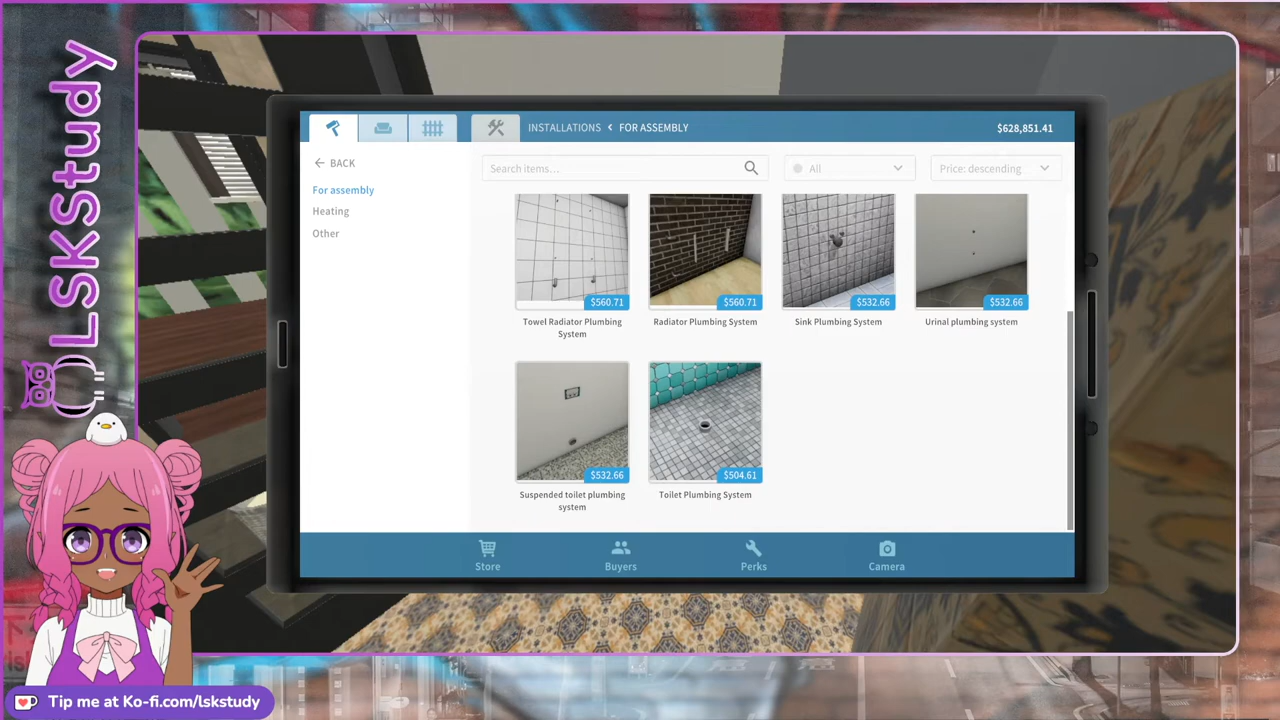 LSKStudy
INSTALLATIONS < FOR ASSEMBLY
$628,851.41
BACK
For assembly
Heating
Other
Search items...
All
Price: descending
$560.71
$560.71
$532.66
$532.66
Towel Radiator Plumbing
System
Radiator Plumbing System
Sink Plumbing System
Urinal plumbing system
$532.66
$504.61
Suspended toilet plumbing
system
Toilet Plumbing System
Store
Buyers
Perks
Camera
Tip me at Ko-fi.com/lskstudy